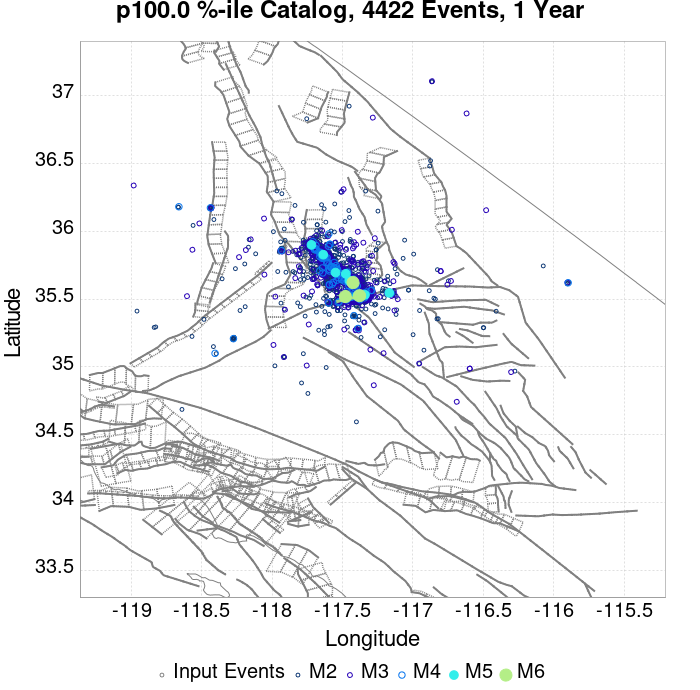 p100.0 %-ile Catalog, 4422 Events, 1 Year
37
36.5
36
35.5
35
34.5
34
33.5
Latitude
-119
-118.5
-118
-117.5
-117
-116.5
-116
-115.5
Longitude
Input Events
M2
M3
M4
M5
M6